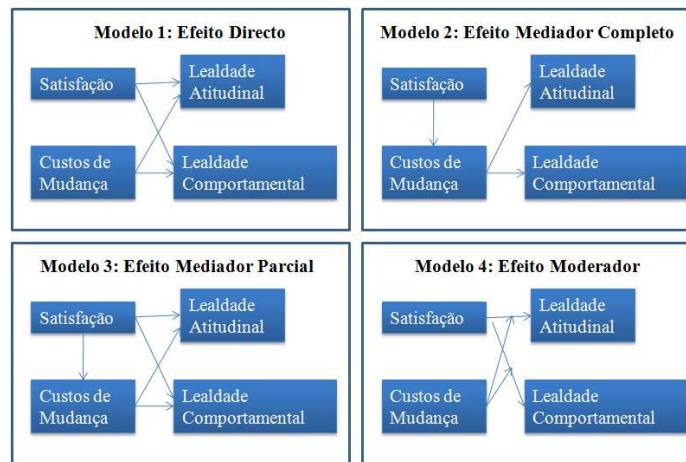 Modelo 1: Efeito Directo
Satisfação
Lealdade
Atitudinal
Custos de
Mudança
Lealdade
Comportamental
Modelo 2: Efeito Mediador Completo
Satisfação
Lealdade
Atitudinal
Custos de
Mudança
Lealdade
Comportamental
Modelo 3: Efeito Mediador Parcial
Satisfação
Lealdade
Atitudinal
Custos de
Mudança
Lealdade
Comportamental
Modelo 4: Efeito Moderador
Satisfação
Lealdade
Atitudinal
Custos de
Mudança
Lealdade
Comportamental